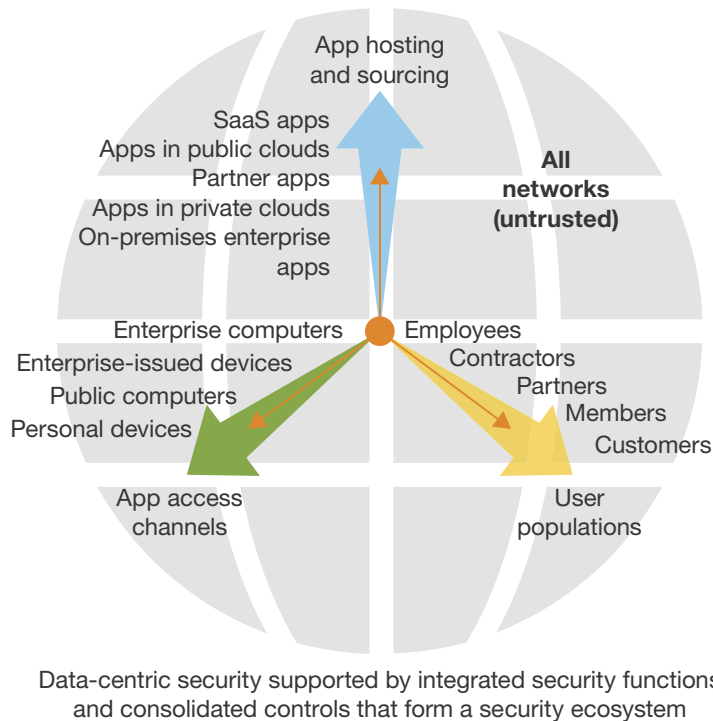 App hosting
and sourcing
SaaS apps
Apps in public clouds
Partner apps
Apps in private clouds
On-premises enterprise
apps
All
networks
(untrusted)
Enterprise computers
Enterprise-issued devices
Public computers
Personal devices
Employees
Contractors
Partners
Members
Customers
App access
channels
User
populations
Data-centric security supported by integrated security functions
and consolidated controls that form a security ecosystem